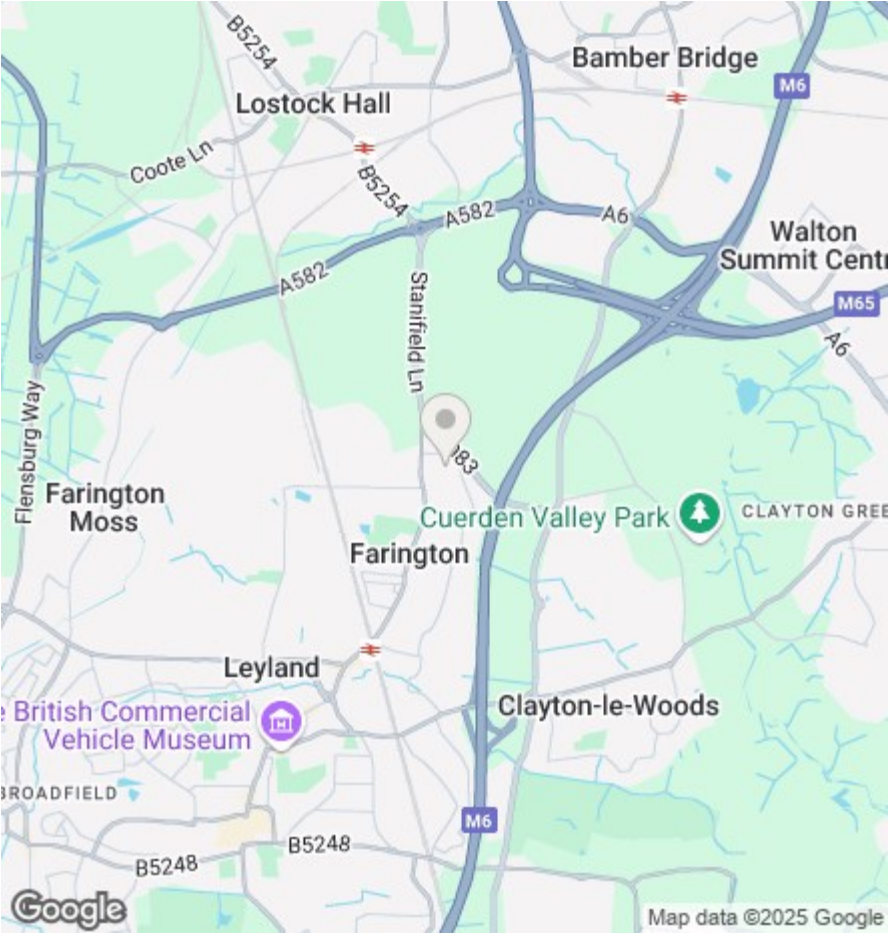 B5254
Bamber Bridge
M6
Lostock Hall
Coote Ln
B5254
A582
A6
Walton
Summit Centr
A582
M65
Stanifield Ln
A6
Flensburg Way
083
Farington
Moss
Cuerden Valley Park
CLAYTON GREE
Farington
Leyland
Clayton-le-Woods
e British Commercial
Vehicle Museum
BROADFIELD
M6
B5248
B5248
Google
Map data ©2025 Google